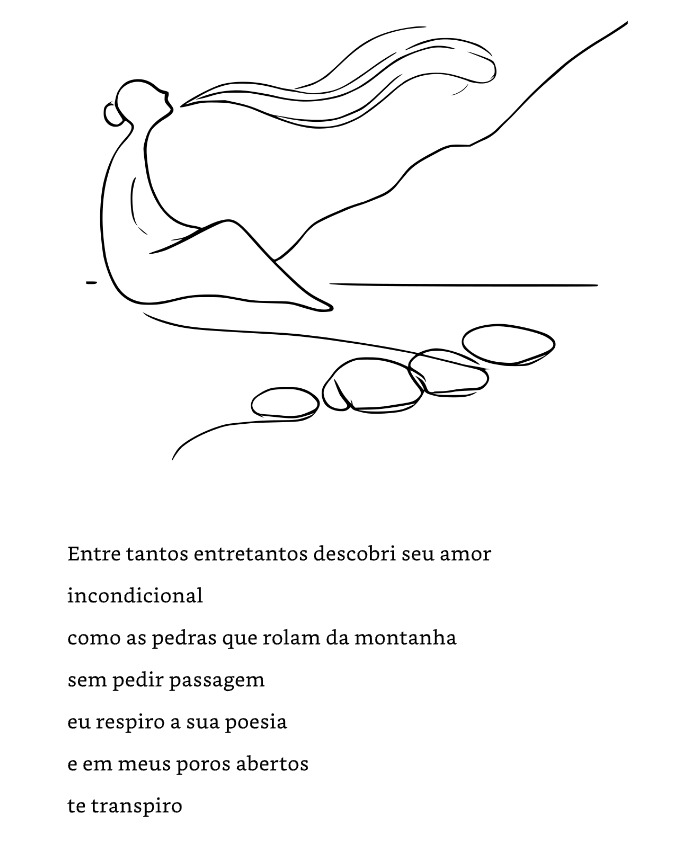 Entre tantos entretantos descobri seu amor
incondicional
como as pedras que rolam da montanha
sem pedir passagem
eu respiro a sua poesia
e em meus poros abertos
te transpiro